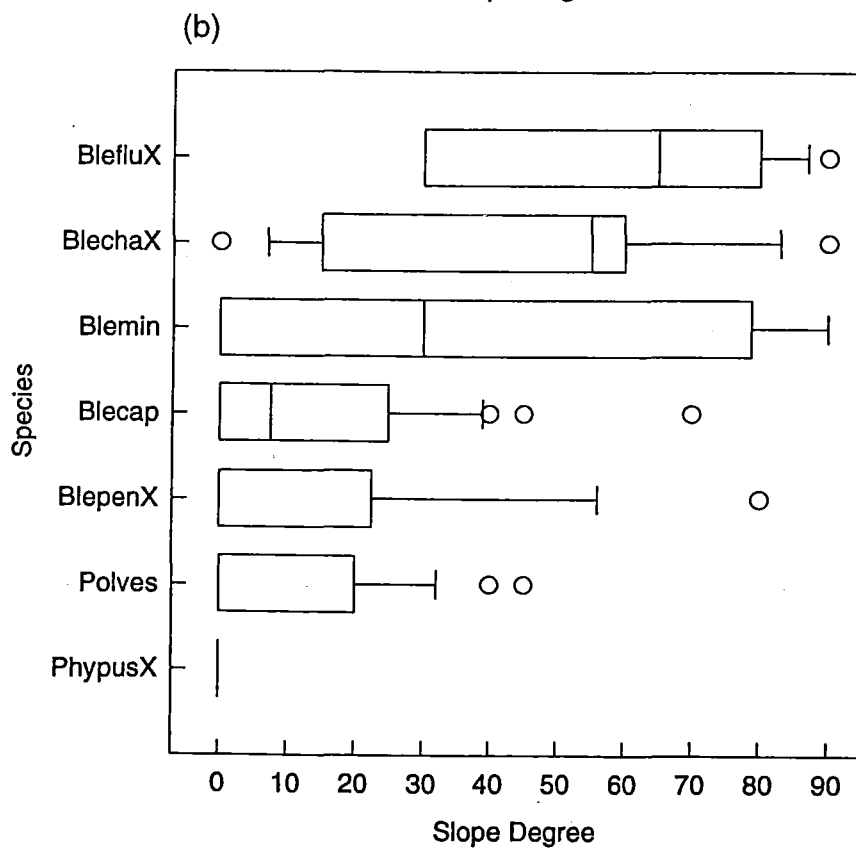 (b)
BlefluX
BlechaX
Blemin
Blecap
BlepenX
Polves
PhypusX
Species
0 10 20 30 40 50 60 70 80 90
Slope Degree